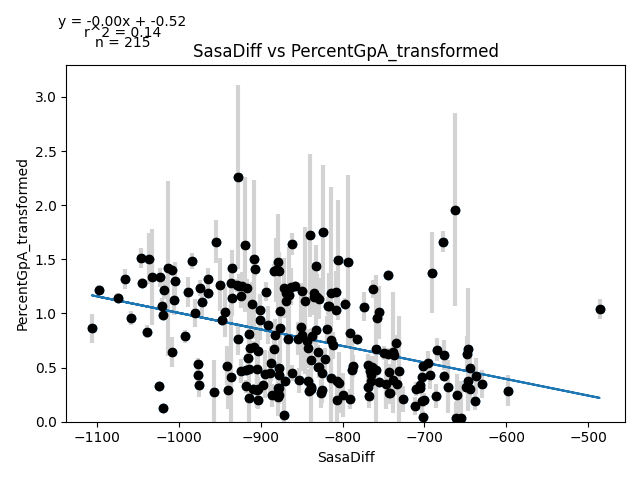 y = -0.00x + -0.52
r^2 = 0.14
n = 215
SasaDiff vs PercentGpA_transformed
PercentGpA_transformed
3.0
2.5
2.0
1.5
1.0
0.5
0.0
−1100 −1000 −900 −800 −700 −600 −500
SasaDiff